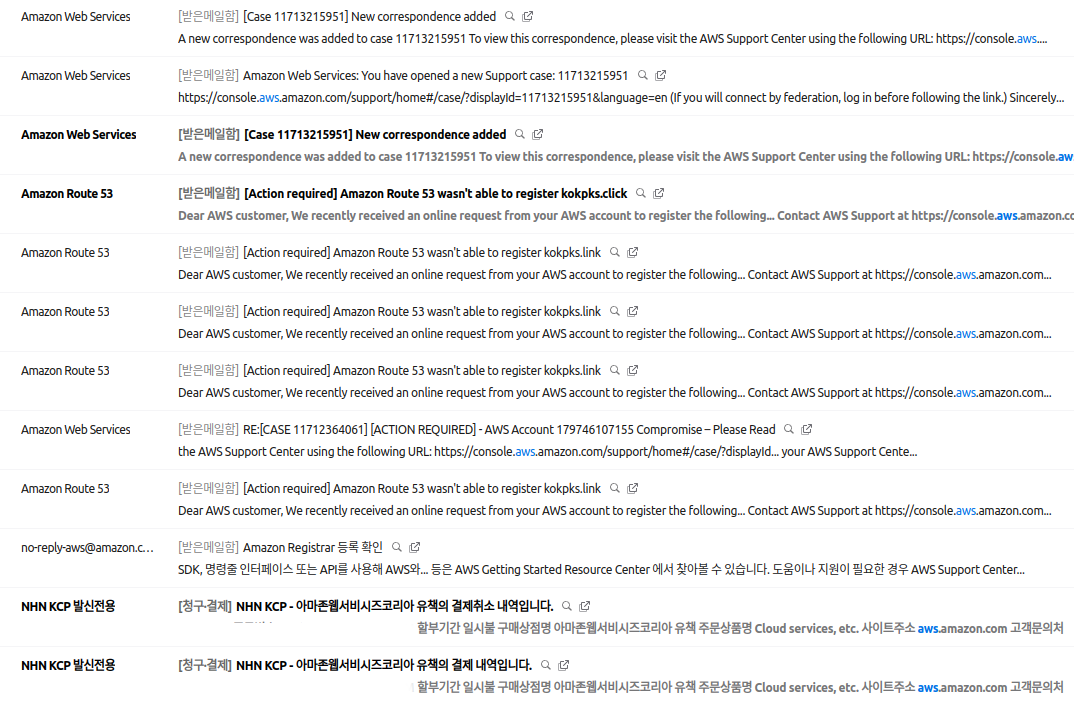 Amazon Web Services [받은메일함] [Case 11713215951] New correspondence added
A new correspondence was added to case 11713215951 To view this correspondence, please visit the AWS Support Center using the following URL: https://console.aws....
Amazon Web Services [받은메일함] Amazon Web Services: You have opened a new Support case: 11713215951
https://console.aws.amazon.com/support/home#/case/?displayId=11713215951&language=en (If you will connect by federation, log in before following the link.) Sincerely...
Amazon Web Services [받은메일함] [Case 11713215951] New correspondence added
A new correspondence was added to case 11713215951 To view this correspondence, please visit the AWS Support Center using the following URL: https://console.aw
Amazon Route 53 [받은메일함] [Action required] Amazon Route 53 wasn't able to register kokpks.click
Dear AWS customer, We recently received an online request from your AWS account to register the following... Contact AWS Support at https://console.aws.amazon.co
Amazon Route 53 [받은메일함] [Action required] Amazon Route 53 wasn't able to register kokpks.link
Dear AWS customer, We recently received an online request from your AWS account to register the following... Contact AWS Support at https://console.aws.amazon.com...
Amazon Route 53 [받은메일함] [Action required] Amazon Route 53 wasn't able to register kokpks.link
Dear AWS customer, We recently received an online request from your AWS account to register the following... Contact AWS Support at https://console.aws.amazon.com...
Amazon Route 53 [받은메일함] [Action required] Amazon Route 53 wasn't able to register kokpks.link
Dear AWS customer, We recently received an online request from your AWS account to register the following... Contact AWS Support at https://console.aws.amazon.com...
Amazon Web Services [받은메일함] RE:[CASE 11712364061] [ACTION REQUIRED] - AWS Account 179746107155 Compromise – Please Read
the AWS Support Center using the following URL: https://console.aws.amazon.com/support/home#/case/?displayId... your AWS Support Cente...
Amazon Route 53 [받은메일함] [Action required] Amazon Route 53 wasn't able to register kokpks.link
Dear AWS customer, We recently received an online request from your AWS account to register the following... Contact AWS Support at https://console.aws.amazon.com...
no-reply-aws@amazon.c... [받은메일함] Amazon Registrar 등록 확인
SDK, 명령줄 인터페이스 또는 API를 사용해 AWS와... 등은 AWS Getting Started Resource Center 에서 찾아볼 수 있습니다. 도움이나 지원이 필요한 경우 AWS Support Center...
NHN KCP 발신전용 [청구·결제] NHN KCP - 아마존웹서비시즈코리아 유책의 결제취소 내역입니다.
할부기간 일시불 구매상점명 아마존웹서비시즈코리아 유책 주문상품명 Cloud services, etc. 사이트주소 aws.amazon.com 고객문의처
NHN KCP 발신전용 [청구·결제] NHN KCP - 아마존웹서비시즈코리아 유책의 결제 내역입니다.
할부기간 일시불 구매상점명 아마존웹서비시즈코리아 유책 주문상품명 Cloud services, etc. 사이트주소 aws.amazon.com 고객문의처